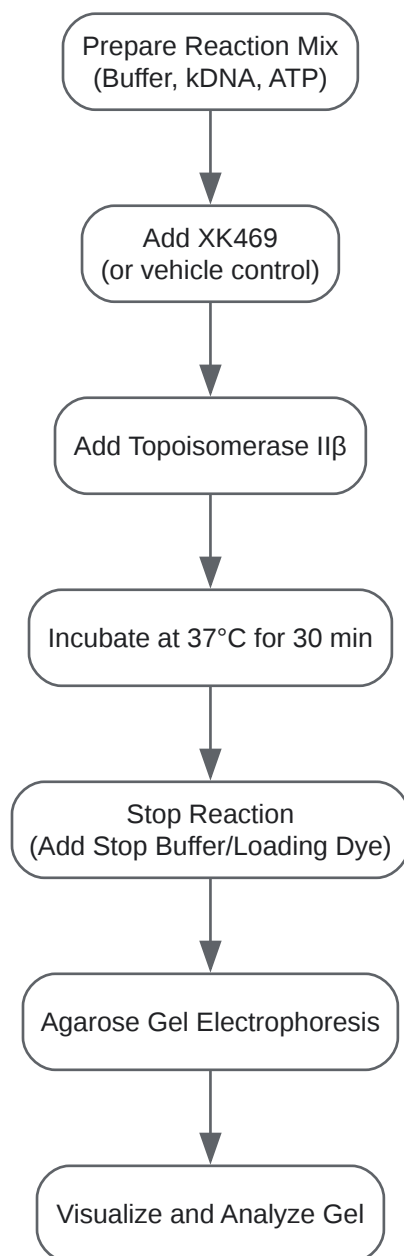 Prepare Reaction Mix
(Buffer, kDNA, ATP)
Add XK469
(or vehicle control)
Add Topoisomerase IIβ
Incubate at 37°C for 30 min
Stop Reaction
(Add Stop Buffer/Loading Dye)
Agarose Gel Electrophoresis
Visualize and Analyze Gel